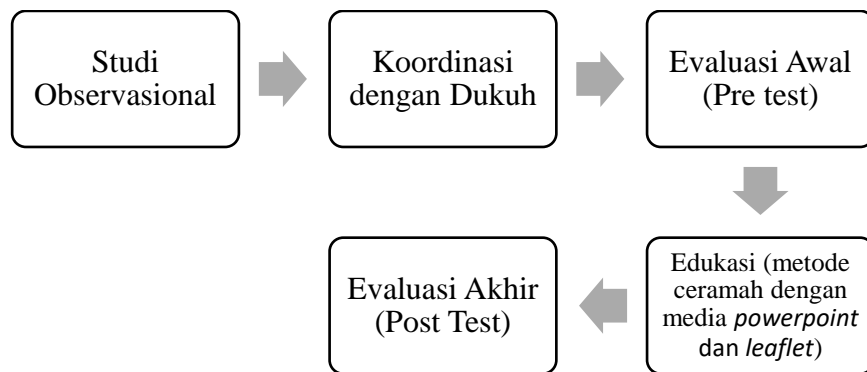 Studi
Observasional
Koordinasi
dengan Dukuh
Evaluasi Awal
(Pre test)
Edukasi (metode
ceramah dengan
media powerpoint
dan leaflet)
Evaluasi Akhir
(Post Test)